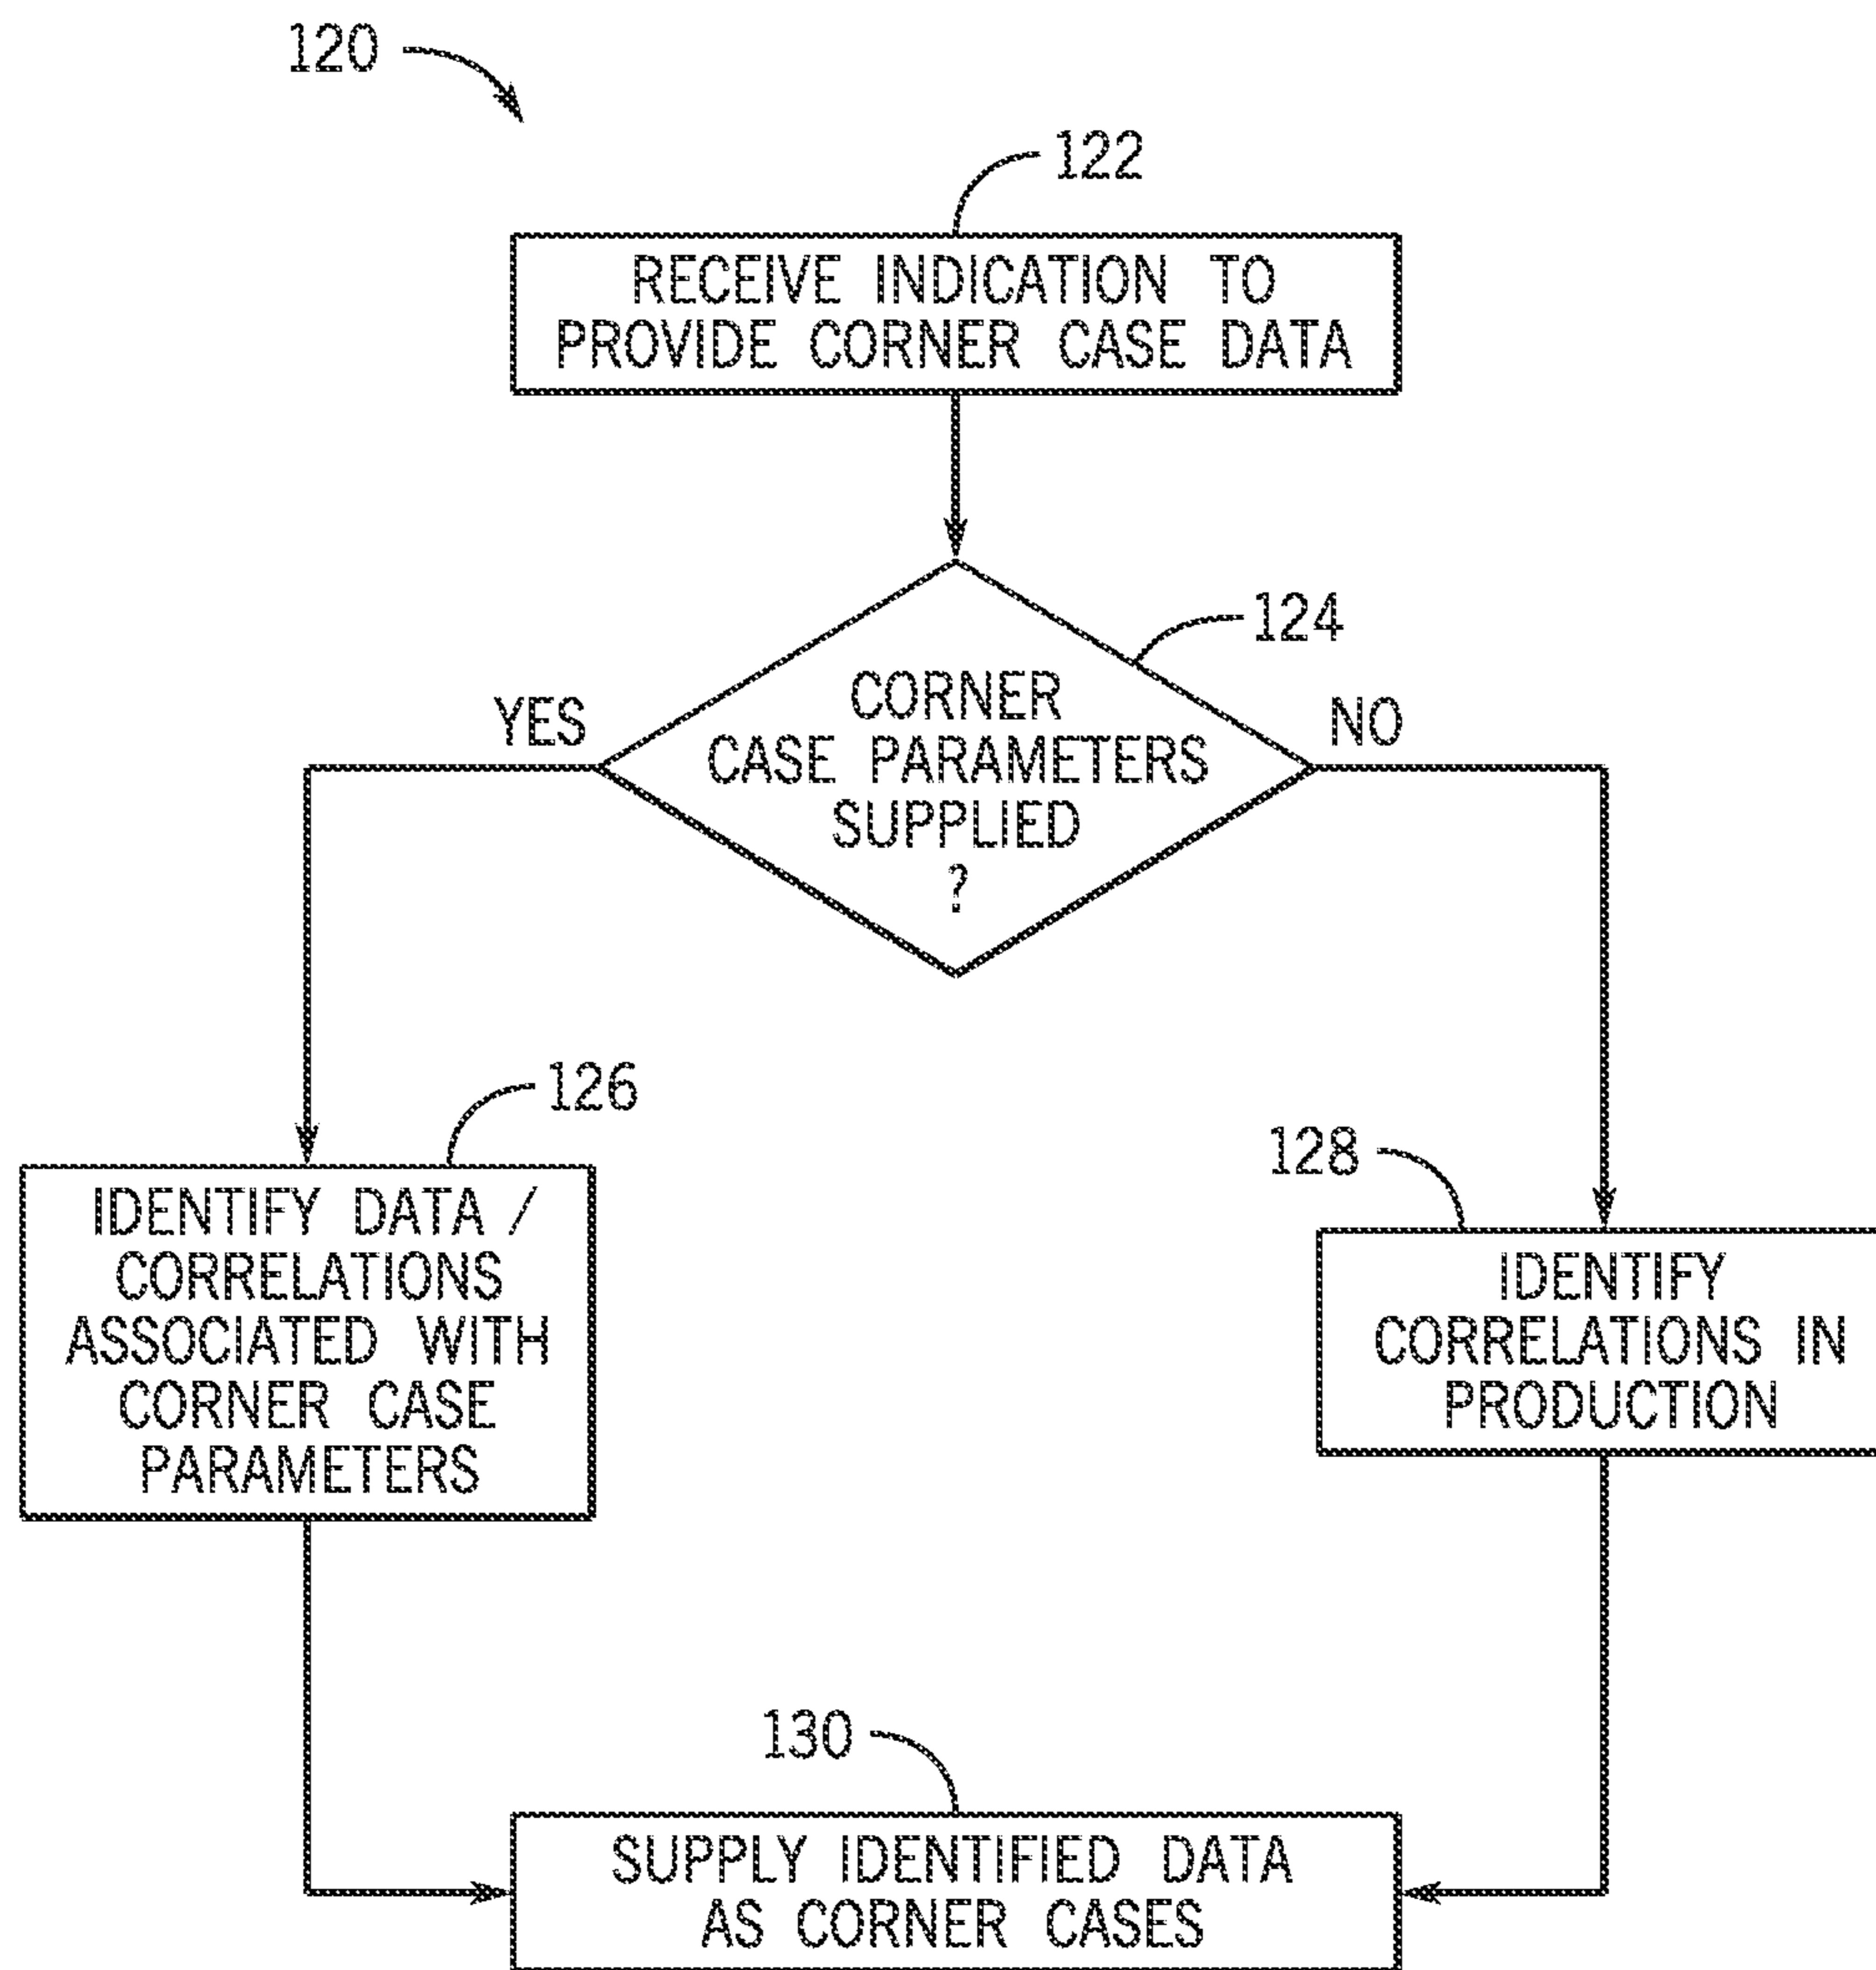 120
122
RECEIVE INDICATION TO
PROVIDE CORNER CASE DATA
124
YES
NO
CORNER
CASE PARAMETERS
SUPPLIED
?
126
IDENTIFY DATA /
CORRELATIONS
ASSOCIATED WITH
CORNER CASE
PARAMETERS
128
IDENTIFY
CORRELATIONS IN
PRODUCTION
130
SUPPLY IDENTIFIED DATA
AS CORNER CASES